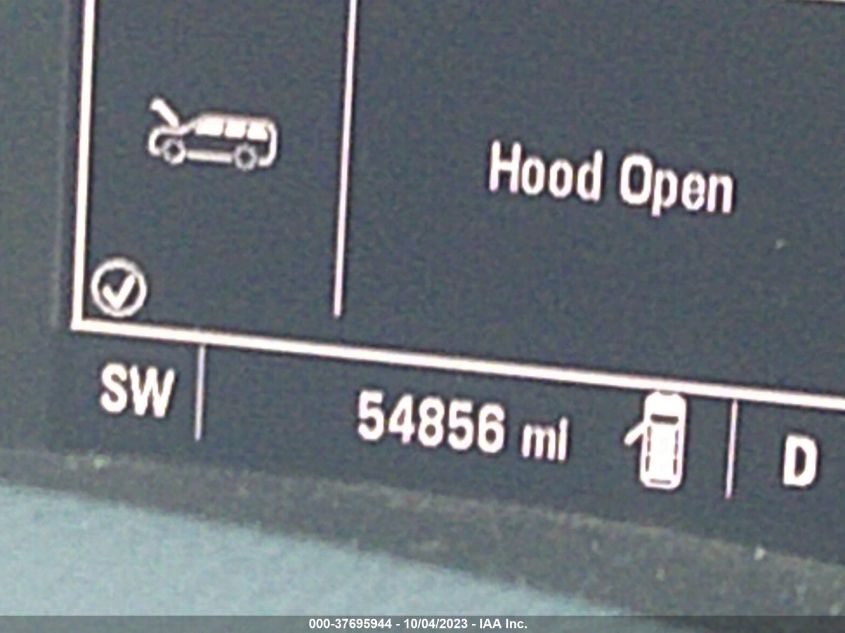 Hood Open
SW
54856 mi
D
000-37695944 - 10/04/2023 - IAA Inc.